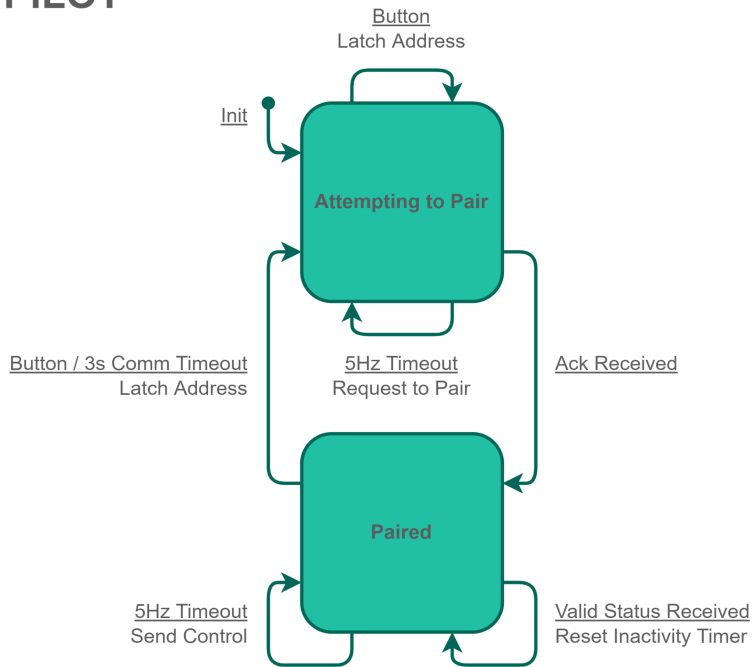 Button
Latch Address
Init
Attempting to Pair
Button / 3s Comm Timeout
Latch Address
5Hz Timeout
Request to Pair
Ack Received
Paired
5Hz Timeout
Send Control
Valid Status Received
Reset Inactivity Timer